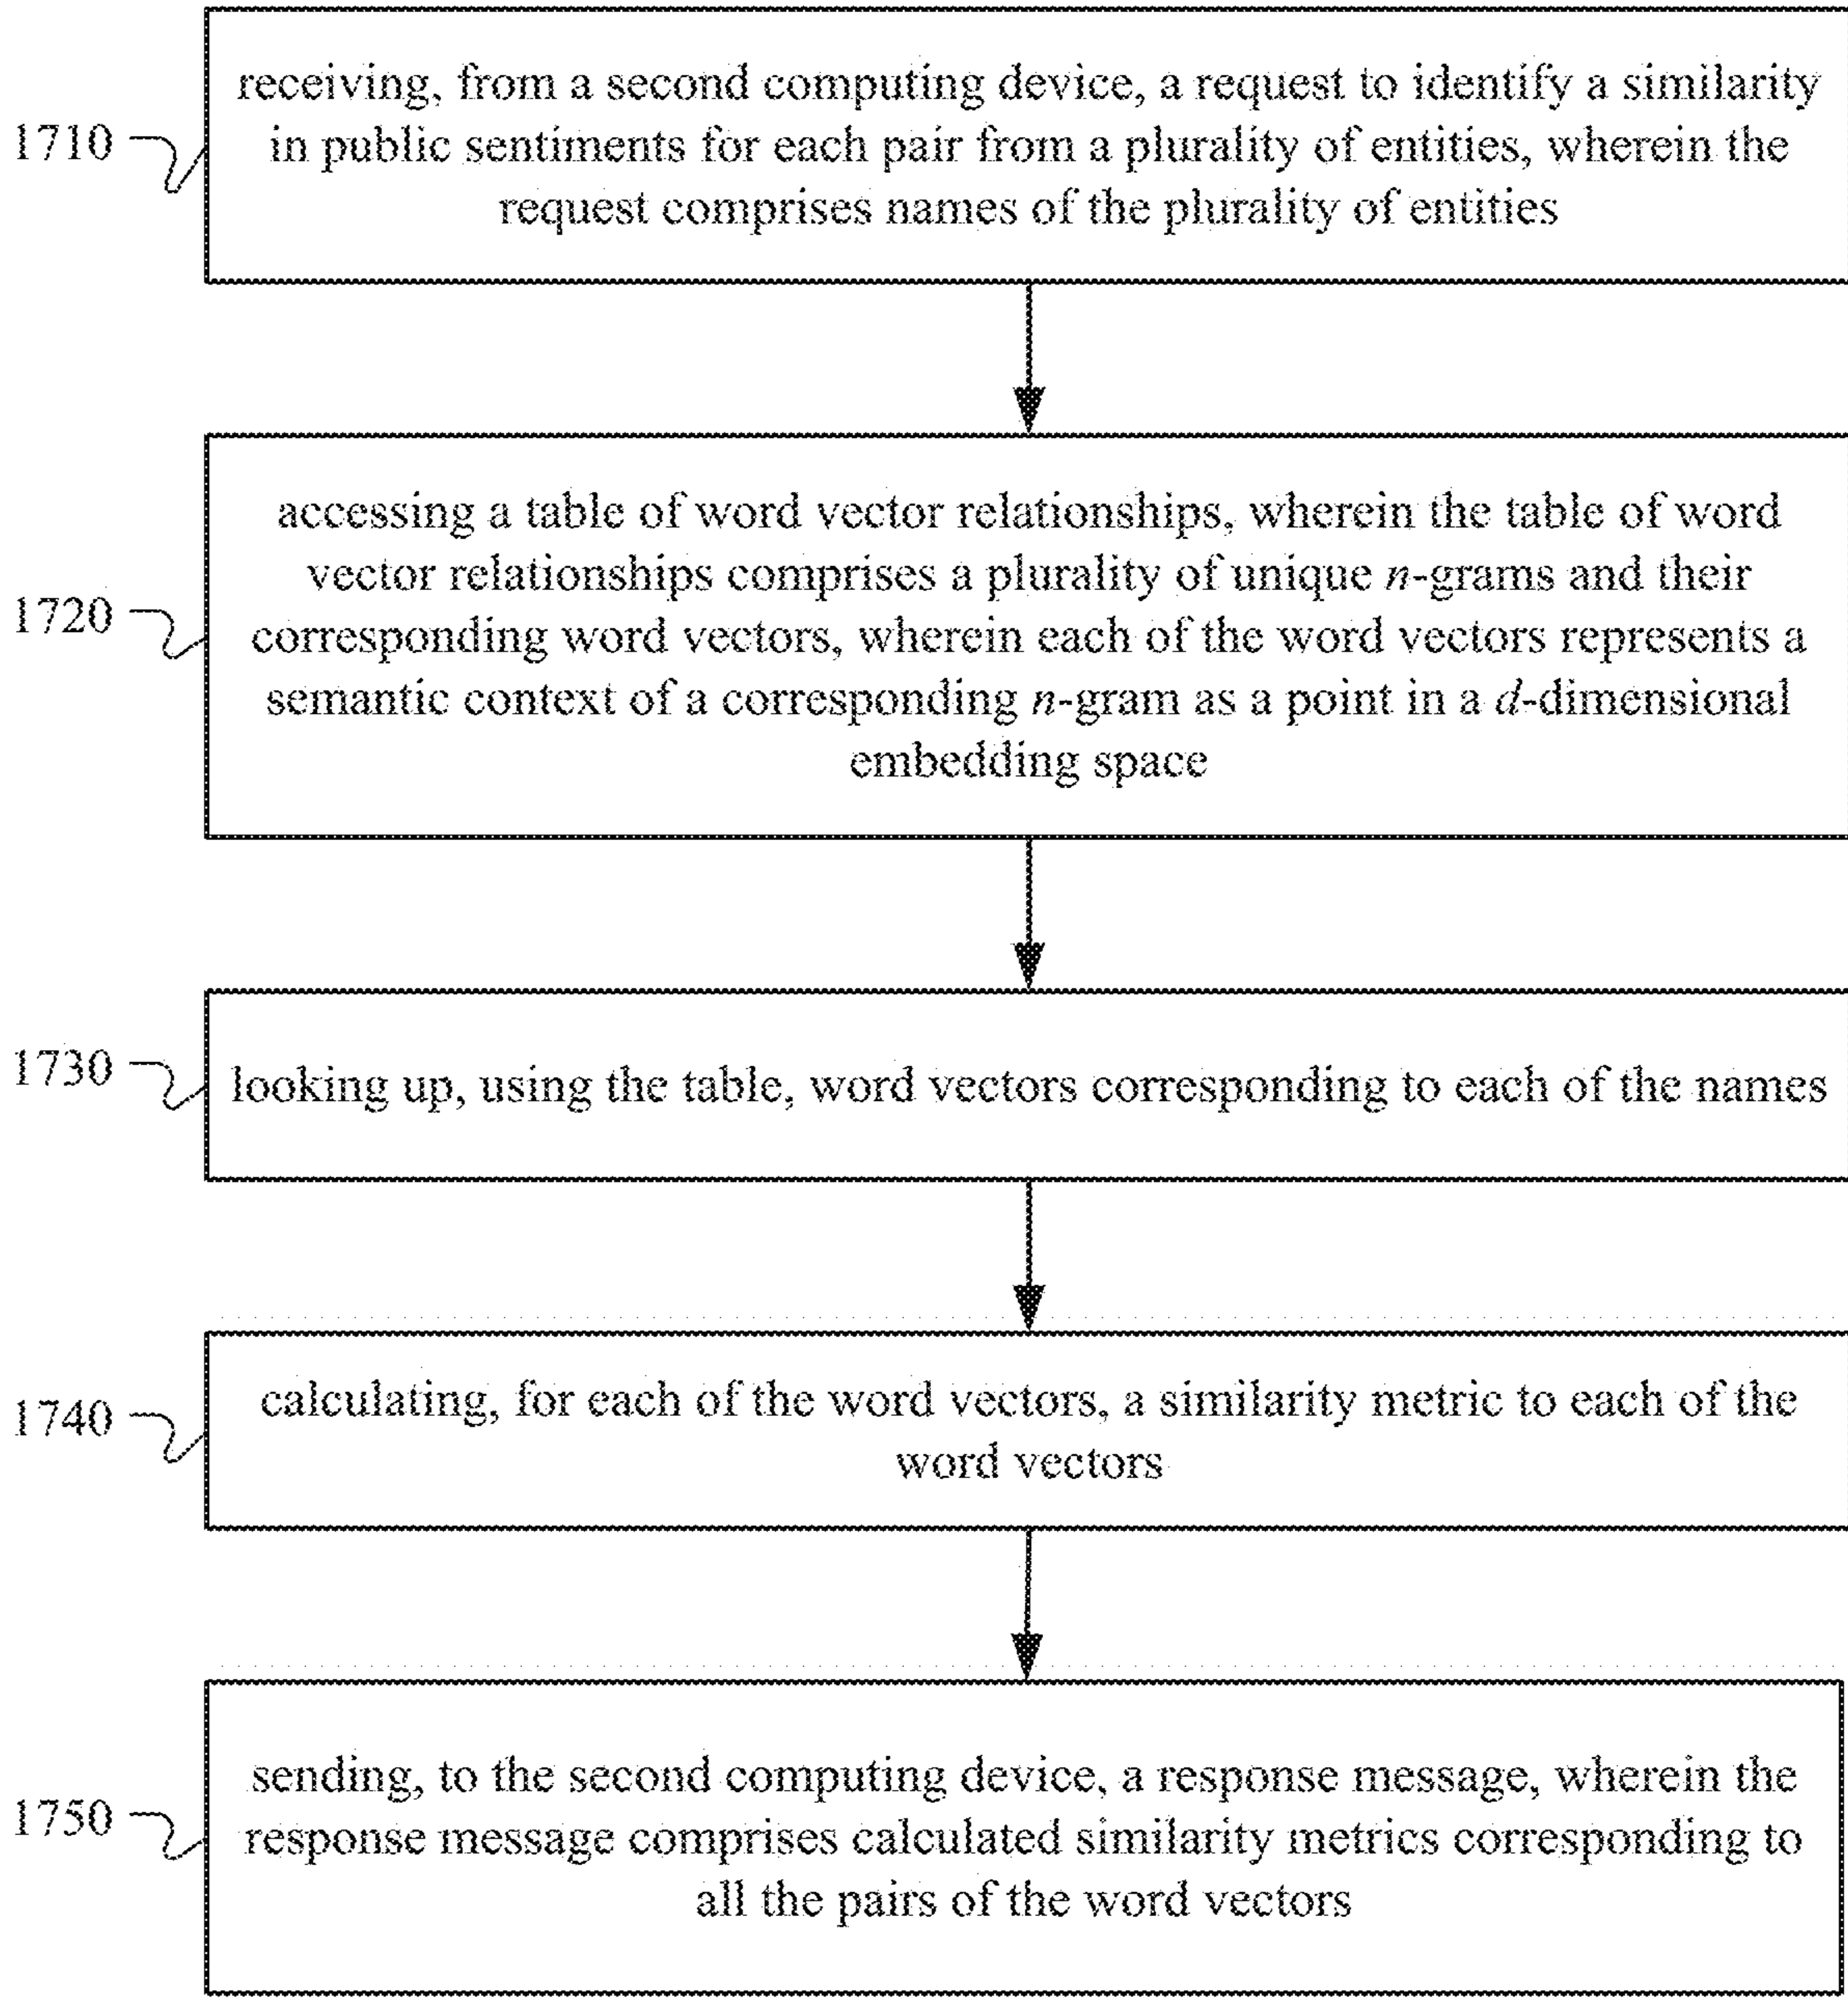 receiving, from a second computing device, a request to identify a similarity
1710
in public sentiments for each pair from a plurality of entities, wherein the
request comprises names of the plurality of entities
accessing a table of word vector relationships, wherein the table of word
vector relationships comprises a plurality of unique n-grams and their
1720
corresponding word vectors, wherein each of the word vectors represents a
semantic context of a corresponding n-gram as a point in a d-dimensional
embedding space
1730
looking up, using the table, word vectors corresponding to each of the names
1740
calculating, for each of the word vectors, a similarity metric to each of the
word vectors
1750
sending, to the second computing device, a response message, wherein the
response message comprises calculated similarity metrics corresponding to
all the pairs of the word vectors